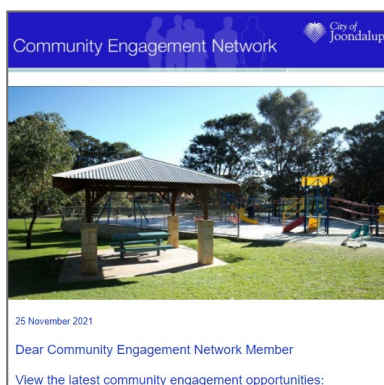 Community Engagement Network
City of
Joondalup
25 November 2021
Dear Community Engagement Network Member
View the latest community engagement opportunities: